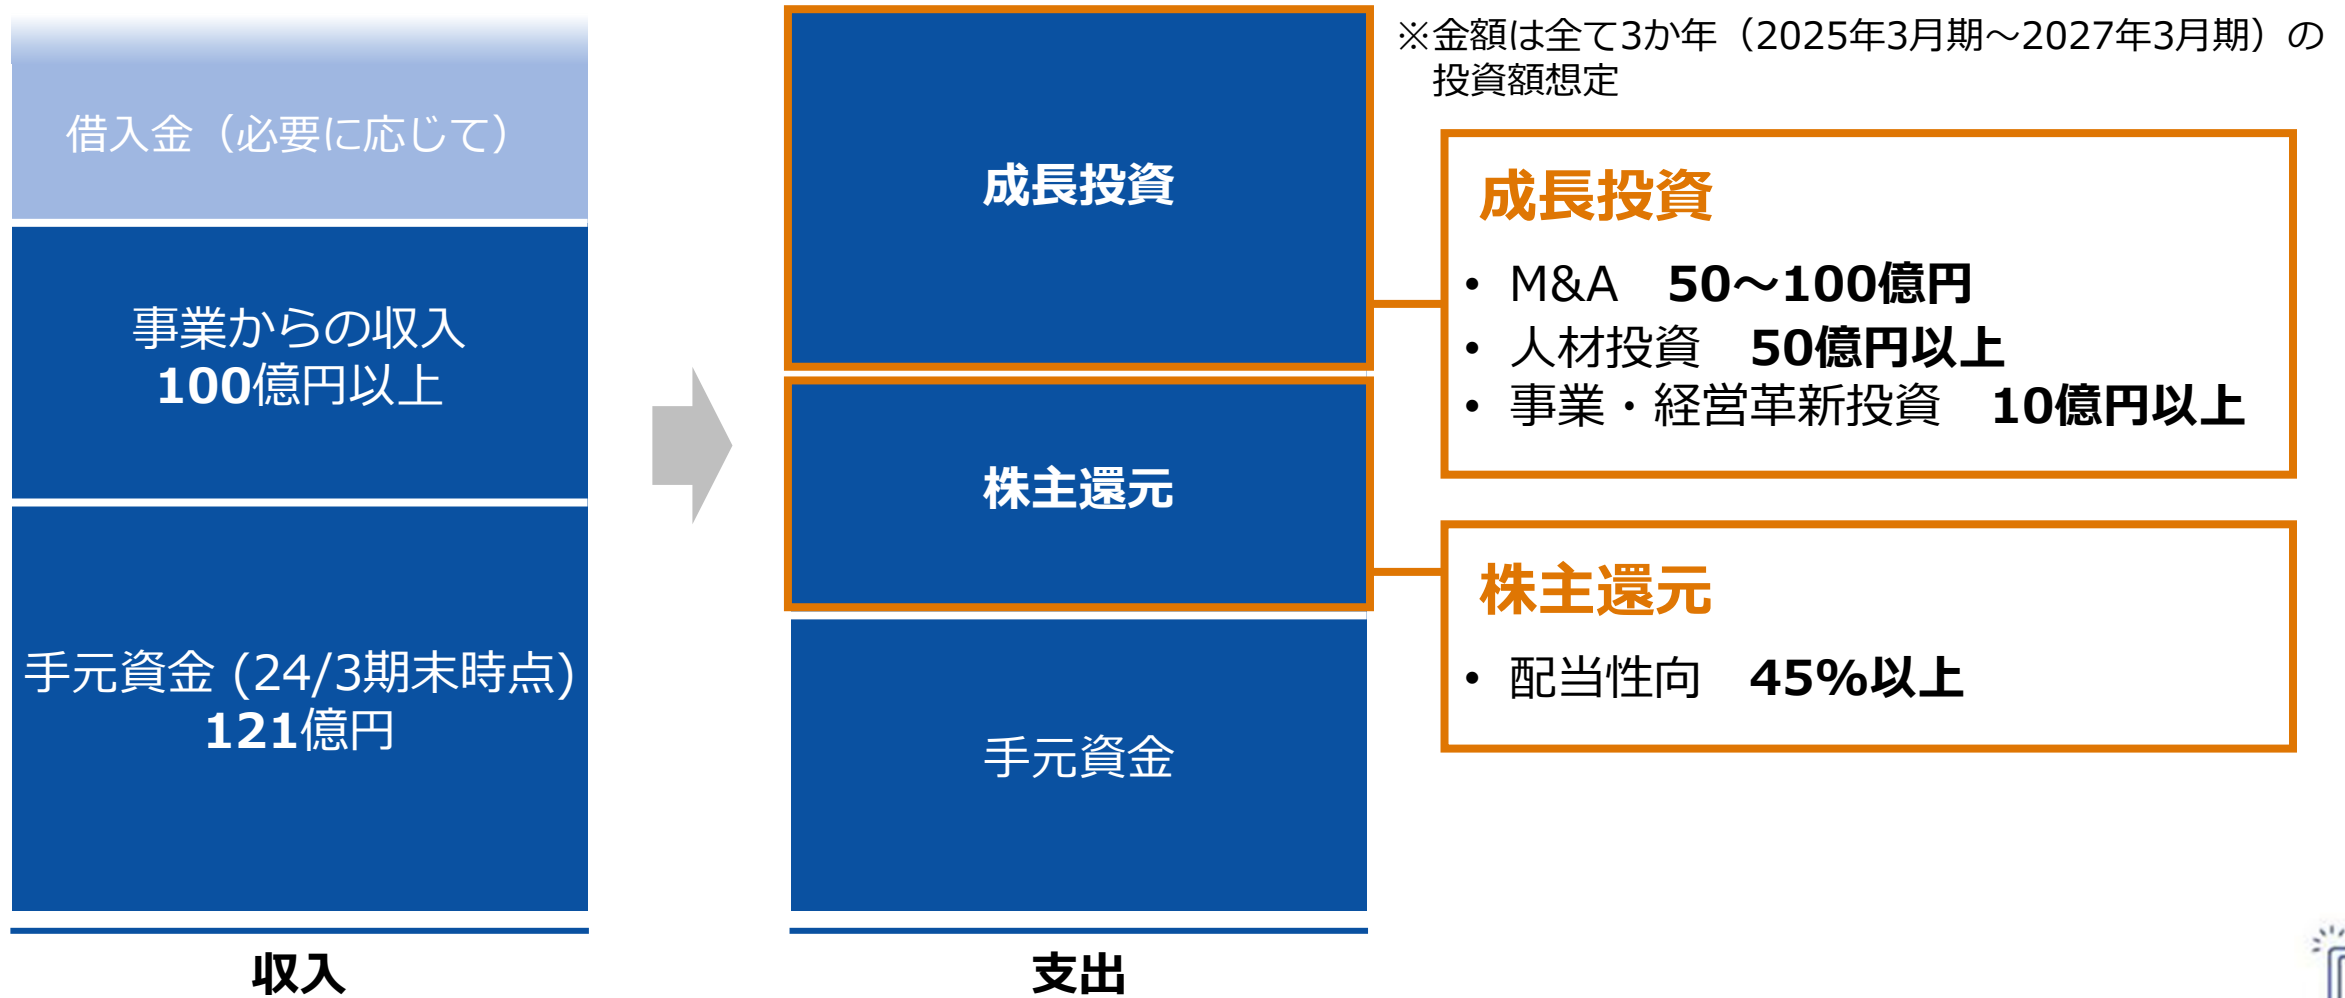 借入金（必要に応じて）
事業からの収入
100億円以上
手元資金 (24/3期末時点)
121億円
収入
成長投資
株主還元
手元資金
支出
※金額は全て3か年（2025年3月期～2027年3月期）の
投資額想定
成長投資
• M&A　50～100億円
• 人材投資　50億円以上
• 事業・経営革新投資　10億円以上
株主還元
• 配当性向　45%以上